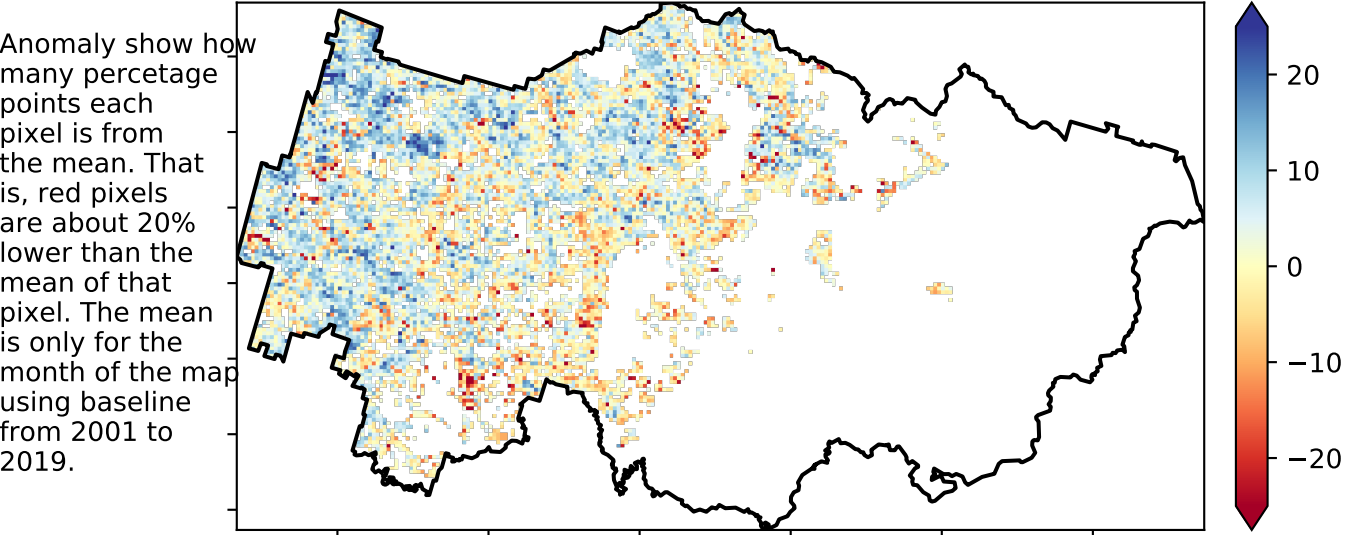 Anomaly show how
many percetage
points each
pixel is from
the mean. That
is, red pixels
are about 20%
lower than the
mean of that
pixel. The mean
is only for the
month of the map
using baseline
from 2001 to
2019.
20
10
0
−10
−20